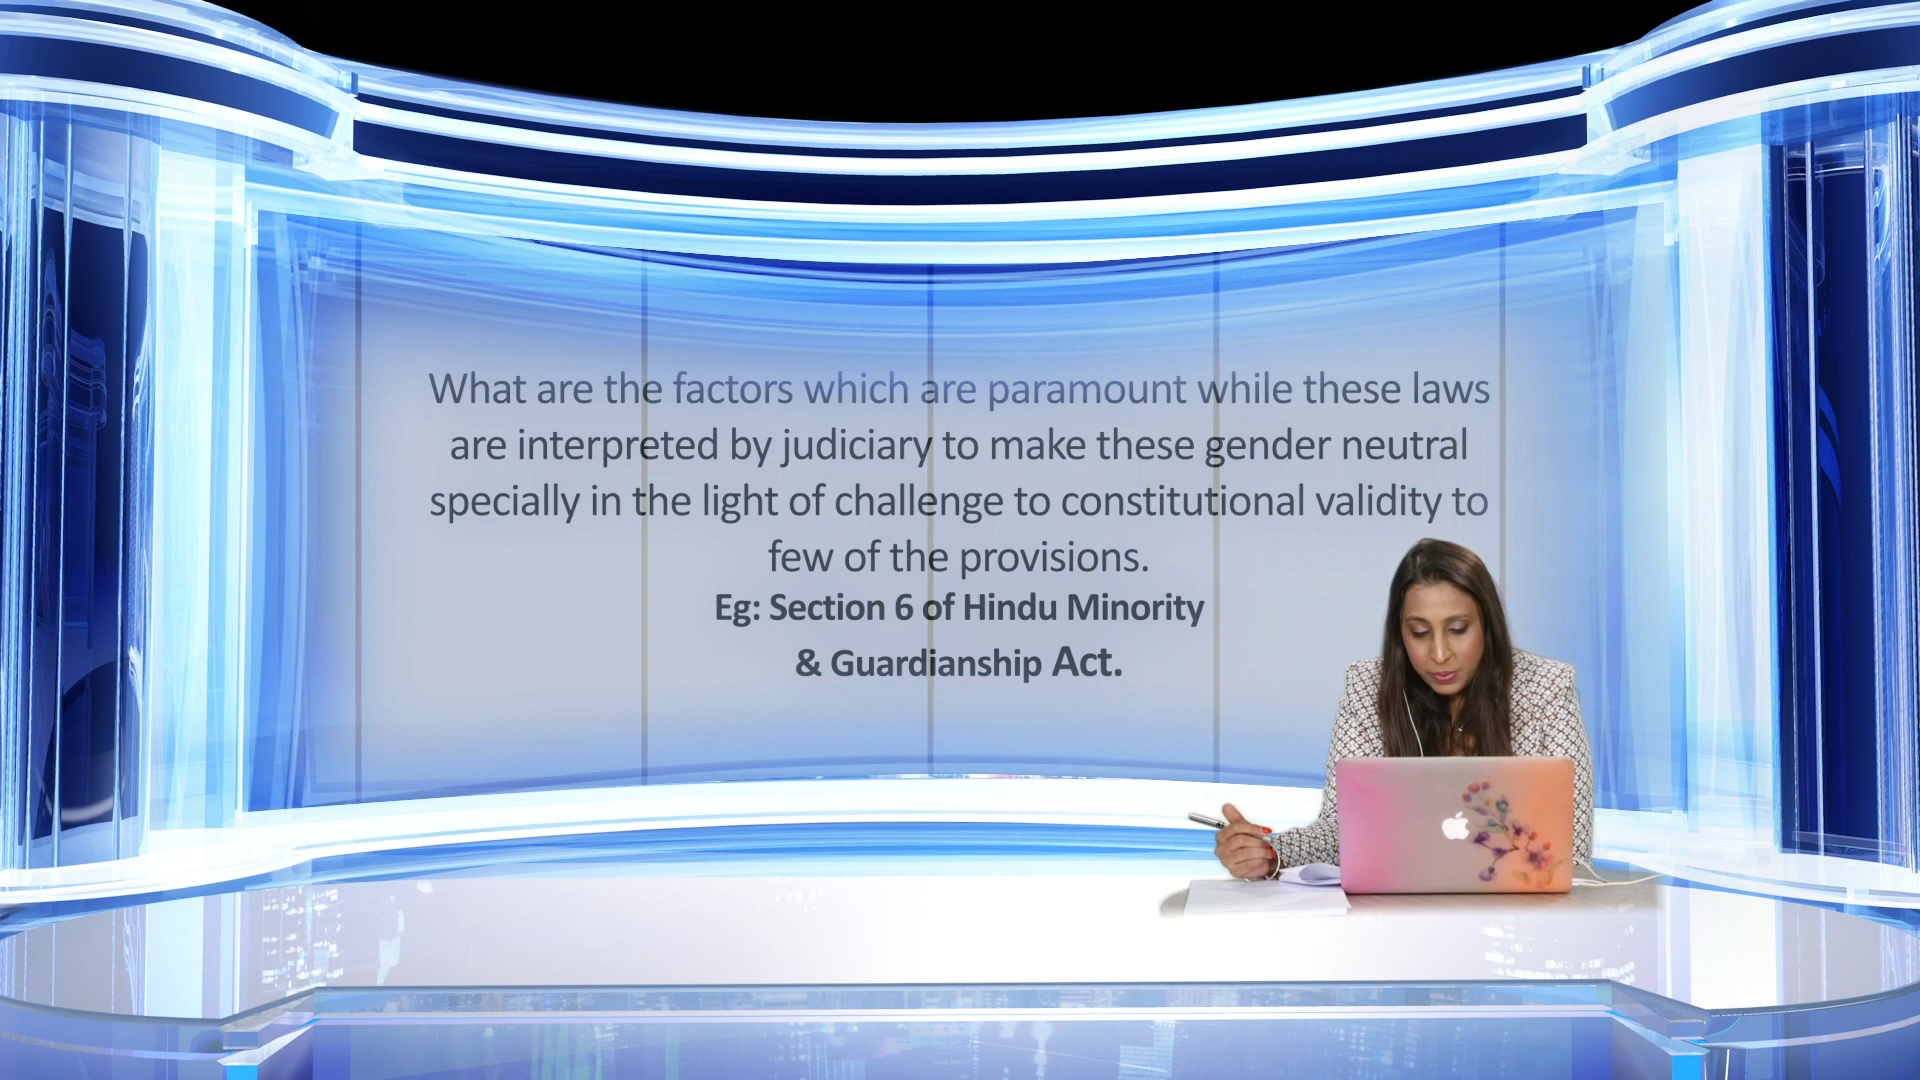 What are the factors which are paramount while these laws
are interpreted by judiciary to make these gender neutral
specially in the light of challenge to constitutional validity to
few of the provisions.
Eg: Section 6 of Hindu Minority
& Guardianship Act.